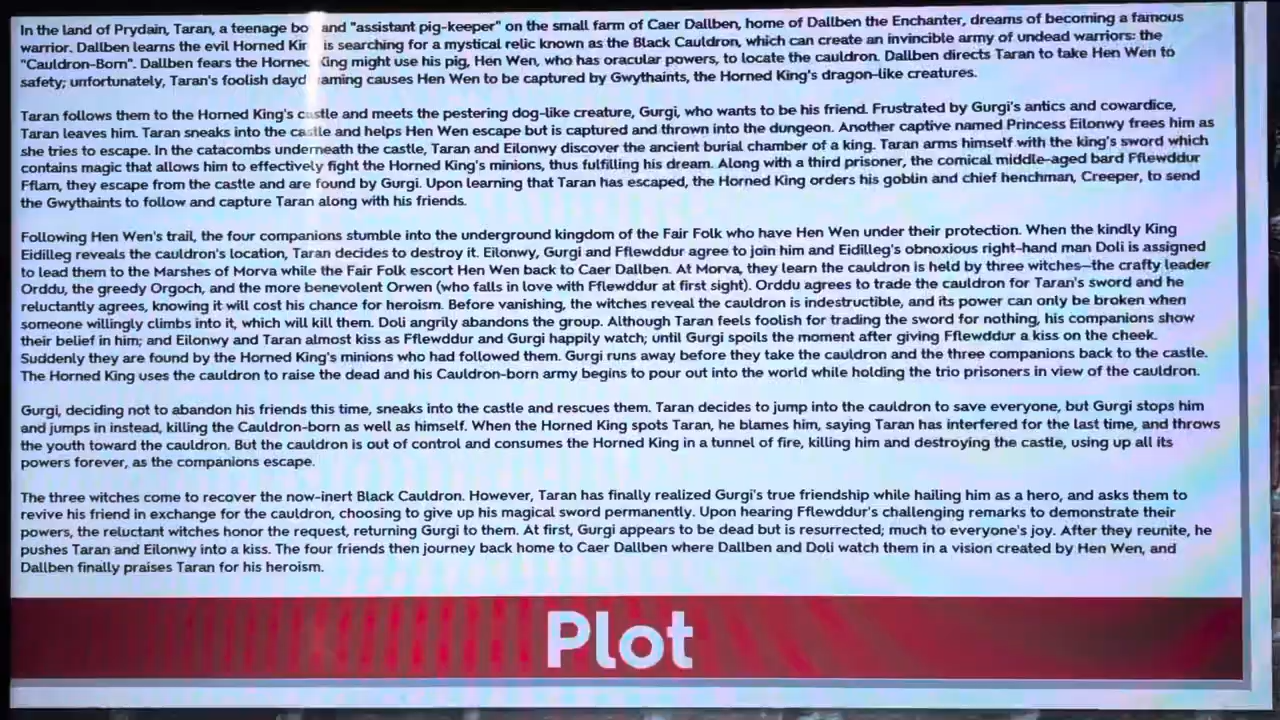 In the land of Prydain, Taran, a teenage bo and "assistant pig-keeper" on the small farm of Caer Dallben, home of Dallben the Enchanter, dreams of becoming a famous
warrior. Dallben learns the evil Horned Kin is searching for a mystical relic known as the Black Cauldron, which can create an invincible army of undead warriors: the
"Cauldron-Born". Dallben fears the Horned King might use his pig, Hen Wen, who has oracular powers, to locate the cauldron. Dallben directs Taran to take Hen Wen to
safety; unfortunately, Taran's foolish daydreaming causes Hen Wen to be captured by Gwythaints, the Horned King's dragon-like creatures.
Taran follows them to the Horned King's castle and meets the pestering dog-like creature, Gurgi, who wants to be his friend. Frustrated by Gurgi's antics and cowardice,
Taran leaves him. Taran sneaks into the castle and helps Hen Wen escape but is captured and thrown into the dungeon. Another captive named Princess Eilonwy frees him as
she tries to escape. In the catacombs underneath the castle, Taran and Eilonwy discover the ancient burial chamber of a king. Taran arms himself with the king's sword which
contains magic that allows him to effectively fight the Horned King's minions, thus fulfilling his dream. Along with a third prisoner, the comical middle-aged bard Fflewddur
Fflam, they escape from the castle and are found by Gurgi. Upon learning that Taran has escaped, the Horned King orders his goblin and chief henchman, Creeper, to send
the Gwythaints to follow and capture Taran along with his friends.
Following Hen Wen's trail, the four companions stumble into the underground kingdom of the Fair Folk who have Hen Wen under their protection. When the kindly King
Eidilleg reveals the cauldron's location, Taran decides to destroy it. Eilonwy, Gurgi and Fflewddur agree to join him and Eidilleg's obnoxious right-hand man Doli is assigned
to lead them to the Marshes of Morva while the Fair Folk escort Hen Wen back to Caer Dallben. At Morva, they learn the cauldron is held by three witches—the crafty leader
Orddu, the greedy Orgoch, and the more benevolent Orwen (who falls in love with Fflewddur at first sight). Orddu agrees to trade the cauldron for Taran's sword and he
reluctantly agrees, knowing it will cost his chance for heroism. Before vanishing, the witches reveal the cauldron is indestructible, and its power can only be broken when
someone willingly climbs into it, which will kill them. Doli angrily abandons the group. Although Taran feels foolish for trading the sword for nothing, his companions show
their belief in him; and Eilonwy and Taran almost kiss as Fflewddur and Gurgi happily watch; until Gurgi spoils the moment after giving Fflewddur a kiss on the cheek.
Suddenly they are found by the Horned King's minions who had followed them. Gurgi runs away before they take the cauldron and the three companions back to the castle.
The Horned King uses the cauldron to raise the dead and his Cauldron-born army begins to pour out into the world while holding the trio prisoners in view of the cauldron.
Gurgi, deciding not to abandon his friends this time, sneaks into the castle and rescues them. Taran decides to jump into the cauldron to save everyone, but Gurgi stops him
and jumps in instead, killing the Cauldron-born as well as himself. When the Horned King spots Taran, he blames him, saying Taran has interfered for the last time, and throws
the youth toward the cauldron. But the cauldron is out of control and consumes the Horned King in a tunnel of fire, killing him and destroying the castle, using up all its
powers forever, as the companions escape.
The three witches come to recover the now-inert Black Cauldron. However, Taran has finally realized Gurgi's true friendship while hailing him as a hero, and asks them to
revive his friend in exchange for the cauldron, choosing to give up his magical sword permanently. Upon hearing Fflewddur's challenging remarks to demonstrate their
powers, the reluctant witches honor the request, returning Gurgi to them. At first, Gurgi appears to be dead but is resurrected; much to everyone's joy. After they reunite, he
pushes Taran and Eilonwy into a kiss. The four friends then journey back home to Caer Dallben where Dallben and Doli watch them in a vision created by Hen Wen, and
Dallben finally praises Taran for his heroism.
Plot